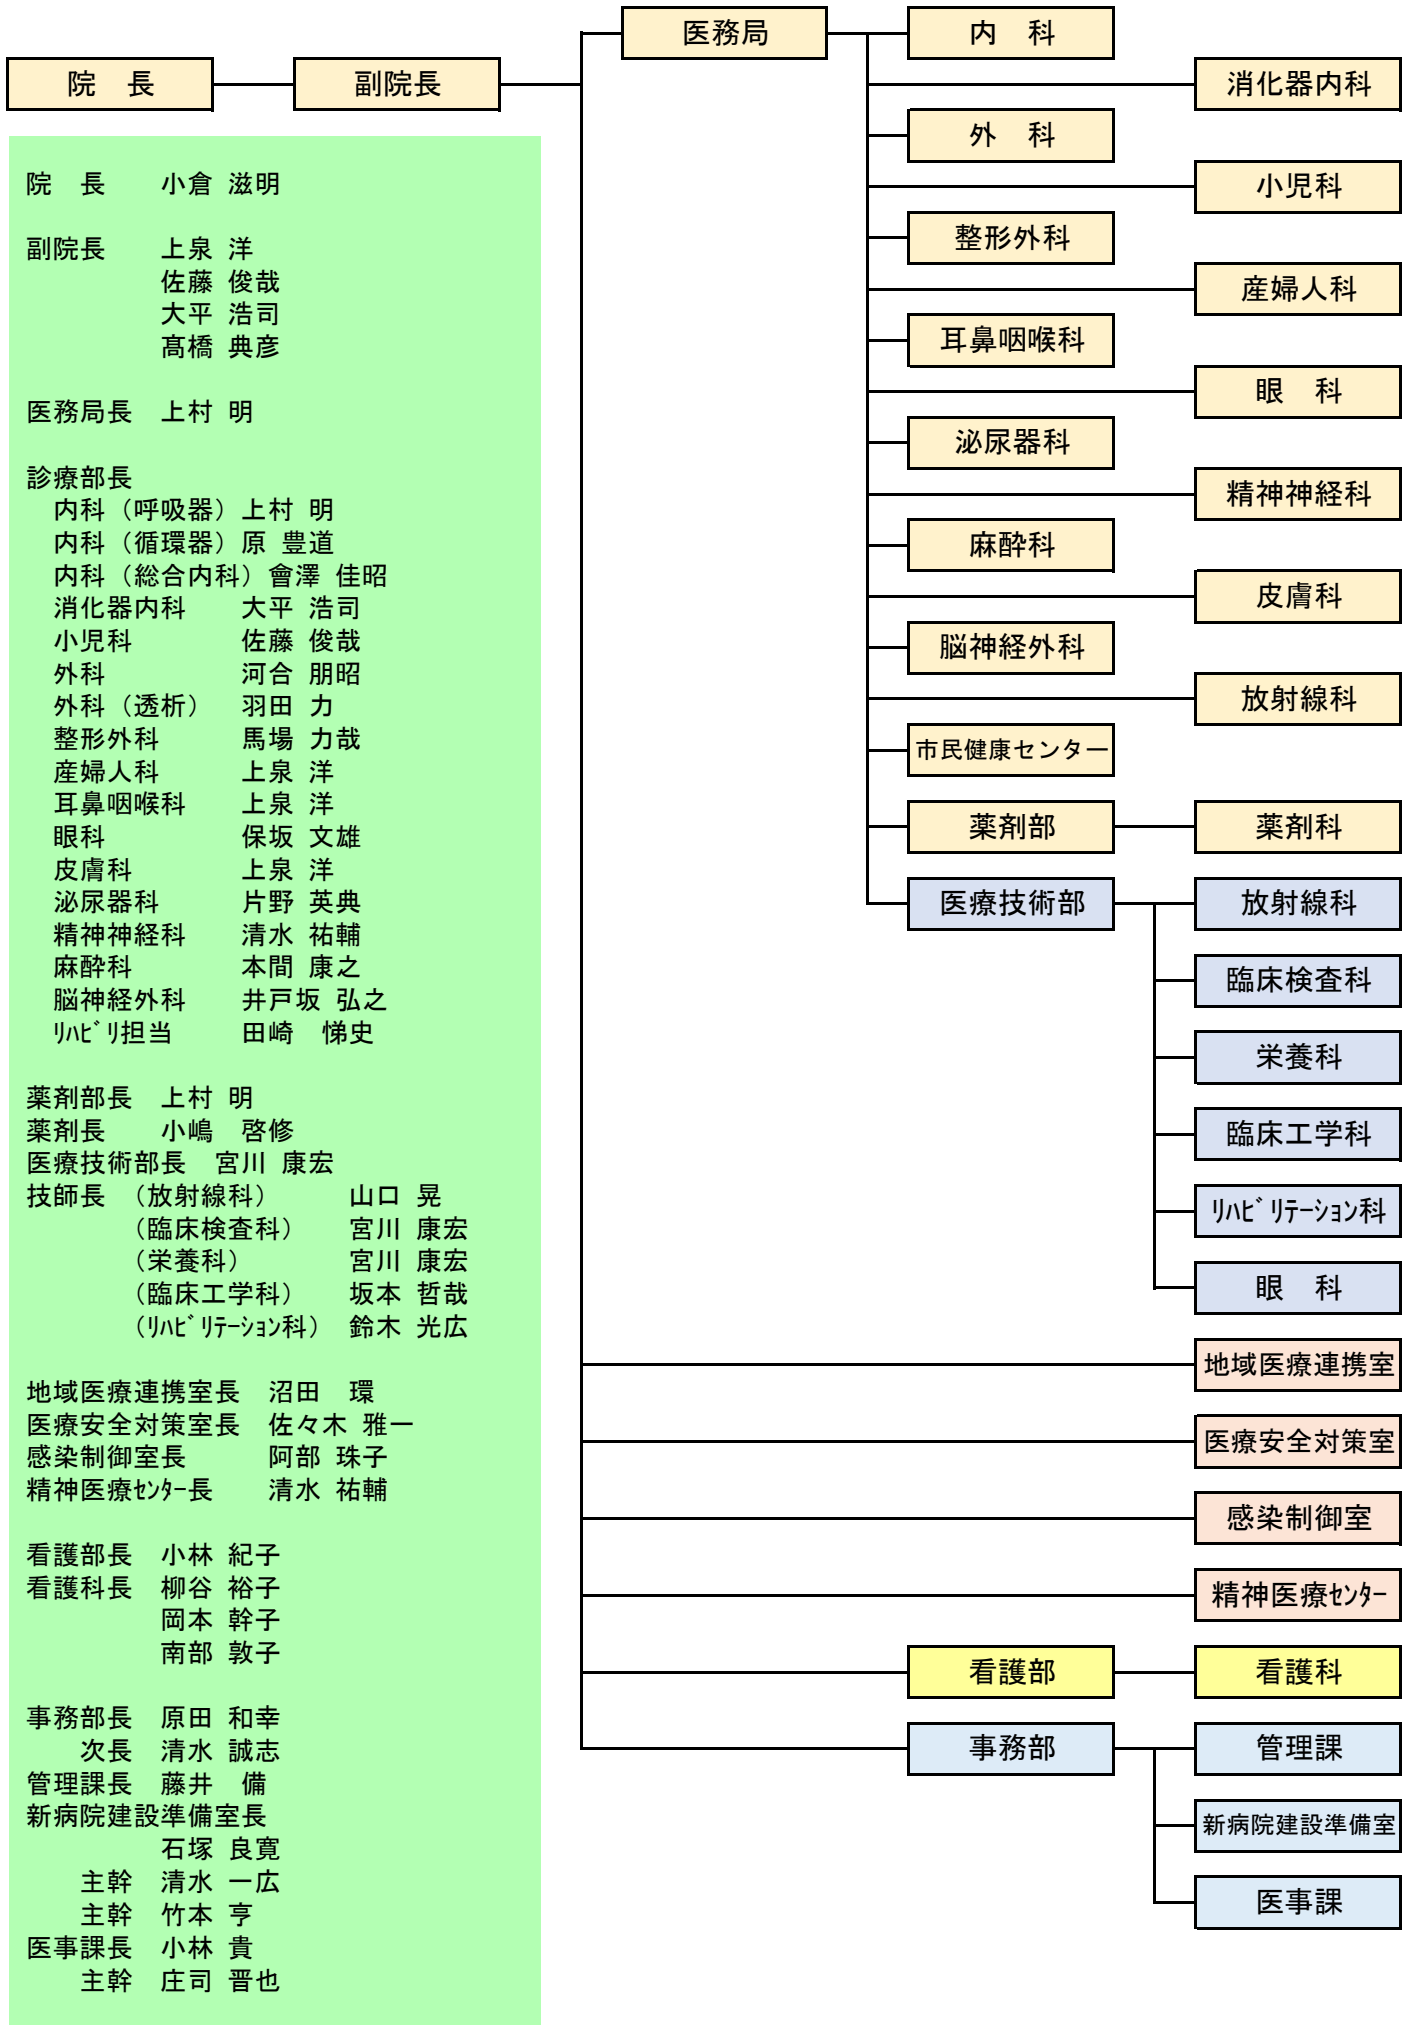 医務局
内　科
院　長
副院長
消化器内科
外　科
小児科
整形外科
産婦人科
耳鼻咽喉科
眼　科
泌尿器科
精神神経科
麻酔科
皮膚科
脳神経外科
放射線科
市民健康センター
薬剤部
薬剤科
医療技術部
放射線科
臨床検査科
栄養科
臨床工学科
ﾘﾊﾋﾞﾘﾃｰｼｮﾝ科
眼　科
地域医療連携室
医療安全対策室
感染制御室
精神医療ｾﾝﾀｰ
看護部
看護科
事務部
管理課
新病院建設準備室
医事課
院　長　　小倉 滋明
副院長　　上泉 洋
佐藤 俊哉
大平 浩司
髙橋 典彦
医務局長　上村 明
診療部長
内科（呼吸器）上村 明
内科（循環器）原 豊道
内科（総合内科）會澤 佳昭
消化器内科　　大平 浩司
小児科　　　　佐藤 俊哉
外科　　　　　河合 朋昭
外科（透析）　羽田 力
整形外科　　　馬場 力哉
産婦人科　　　上泉 洋
耳鼻咽喉科　　上泉 洋
眼科　　　　　保坂 文雄
皮膚科　　　　上泉 洋
泌尿器科　　　片野 英典
精神神経科　　清水 祐輔
麻酔科　　　　本間 康之
脳神経外科　　井戸坂 弘之
ﾘﾊﾋﾞﾘ担当　　田崎　悌史
薬剤部長　上村 明
薬剤長　　小嶋　啓修
医療技術部長　宮川 康宏
技師長　（放射線科）　　　山口 晃
（臨床検査科）　　宮川 康宏
（栄養科）　　　　宮川 康宏
（臨床工学科）　　坂本 哲哉
（ﾘﾊﾋﾞﾘﾃｰｼｮﾝ科）　鈴木 光広
地域医療連携室長　沼田　環
医療安全対策室長　佐々木 雅一
感染制御室長　　　阿部 珠子
精神医療ｾﾝﾀｰ長　　清水 祐輔
看護部長　小林 紀子
看護科長　柳谷 裕子
岡本 幹子
南部 敦子
事務部長　原田 和幸
次長　清水 誠志
管理課長　藤井　備
新病院建設準備室長
石塚 良寛
主幹　清水 一広
主幹　竹本 亨
医事課長　小林 貴
主幹　庄司 晋也